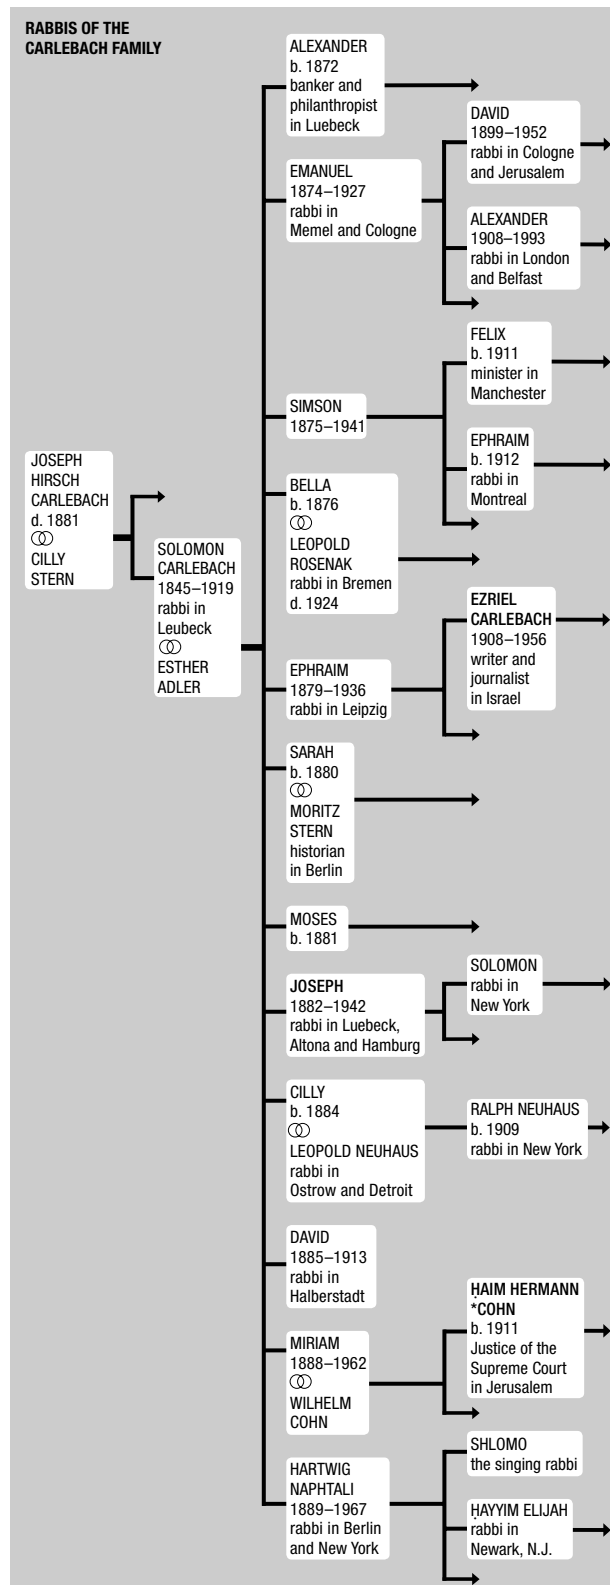 RABBIS OF THE
CARLEBACH FAMILY
JOSEPH
HIRSCH
CARLEBACH
d. 1881
CILLY
STERN
SOLOMON
CARLEBACH
1845–1919
rabbi in
Leubeck
ESTHER
ADLER
ALEXANDER
b. 1872
banker and
philanthropist
in Luebeck
EMANUEL
1874–1927
rabbi in
Memel and Cologne
DAVID
1899–1952
rabbi in Cologne
and Jerusalem
ALEXANDER
1908–1993
rabbi in London
and Belfast
SIMSON
1875–1941
FELIX
b. 1911
minister in
Manchester
EPHRAIM
b. 1912
rabbi in
Montreal
BELLA
b. 1876
LEOPOLD
ROSENAK
rabbi in Bremen
d. 1924
EPHRAIM
1879–1936
rabbi in Leipzig
EZRIEL
CARLEBACH
1908–1956
writer and
journalist
in Israel
SARAH
b. 1880
MORITZ
STERN
historian
in Berlin
MOSES
b. 1881
JOSEPH
1882–1942
rabbi in Luebeck,
Altona and Hamburg
SOLOMON
rabbi in
New York
CILLY
b. 1884
LEOPOLD NEUHAUS
rabbi in
Ostrow and Detroit
RALPH NEUHAUS
b. 1909
rabbi in New York
DAVID
1885–1913
rabbi in
Halberstadt
MIRIAM
1888–1962
WILHELM
COHN
ḤAIM HERMANN
*COHN
b. 1911
Justice of the
Supreme Court
in Jerusalem
HARTWIG
NAPHTALI
1889–1967
rabbi in Berlin
and New York
SHLOMO
the singing rabbi
ḤAYYIM ELIJAH
rabbi in
Newark, N.J.